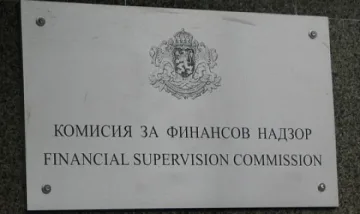 КОМИСИЯ ЗА ФИНАНСОВ НАДЗОР
FINANCIAL SUPERVISION COMMISSION